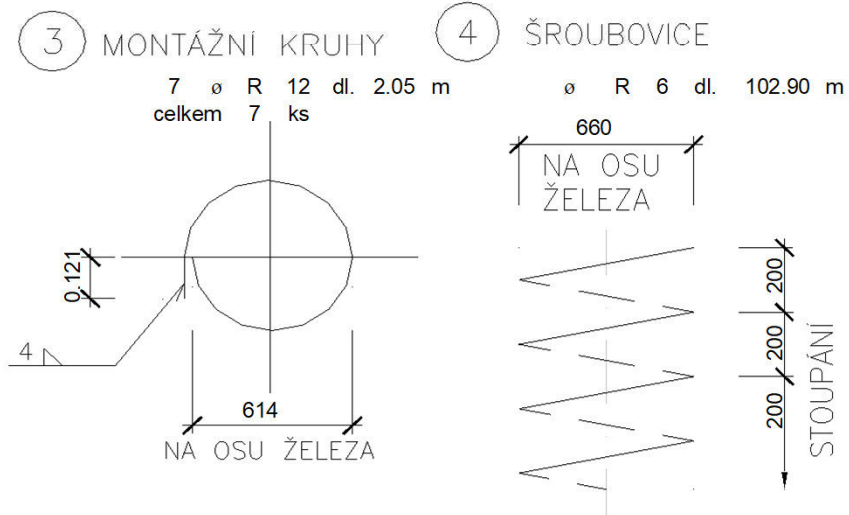 3 MONTÁŽNÍ KRUHY
7 ø R 12 dl. 2.05 m
celkem 7 ks
0.121
4
614
NA OSU ŽELEZA
4 ŠROUBOVICE
ø R 6 dl. 102.90 m
660
NA OSU
ŽELEZA
200
200
200
STOUPÁNÍ